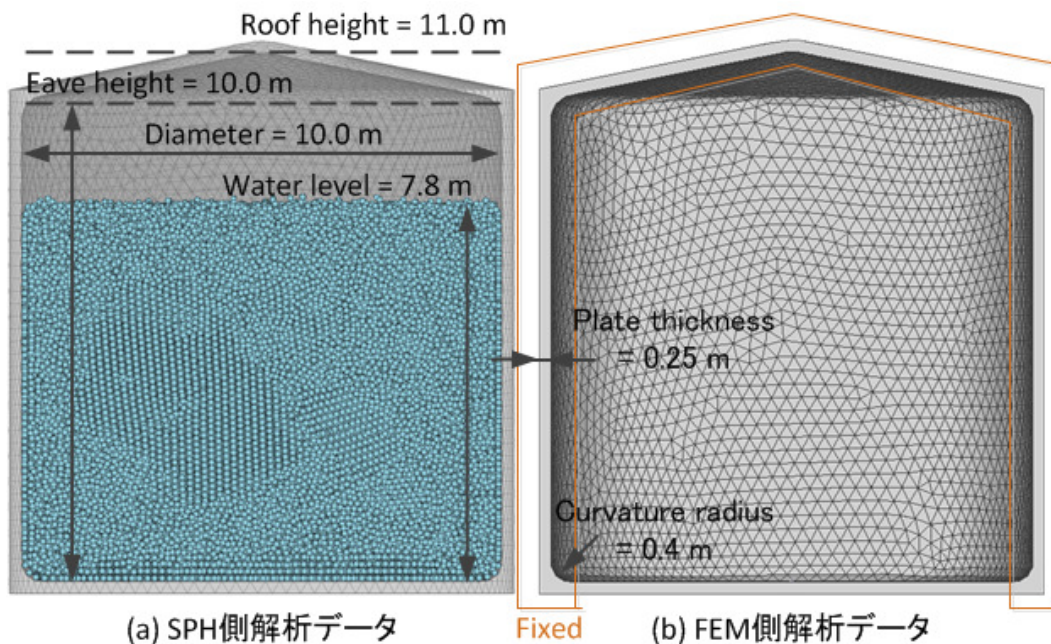 Roof height = 11.0 m
Eave height = 10.0 m
Diameter = 10.0 m
Water level = 7.8 m
Plate thickness
= 0.25 m
Curvature radius
= 0.4 m
(a) SPH側解析データ
Fixed
(b) FEM側解析データ